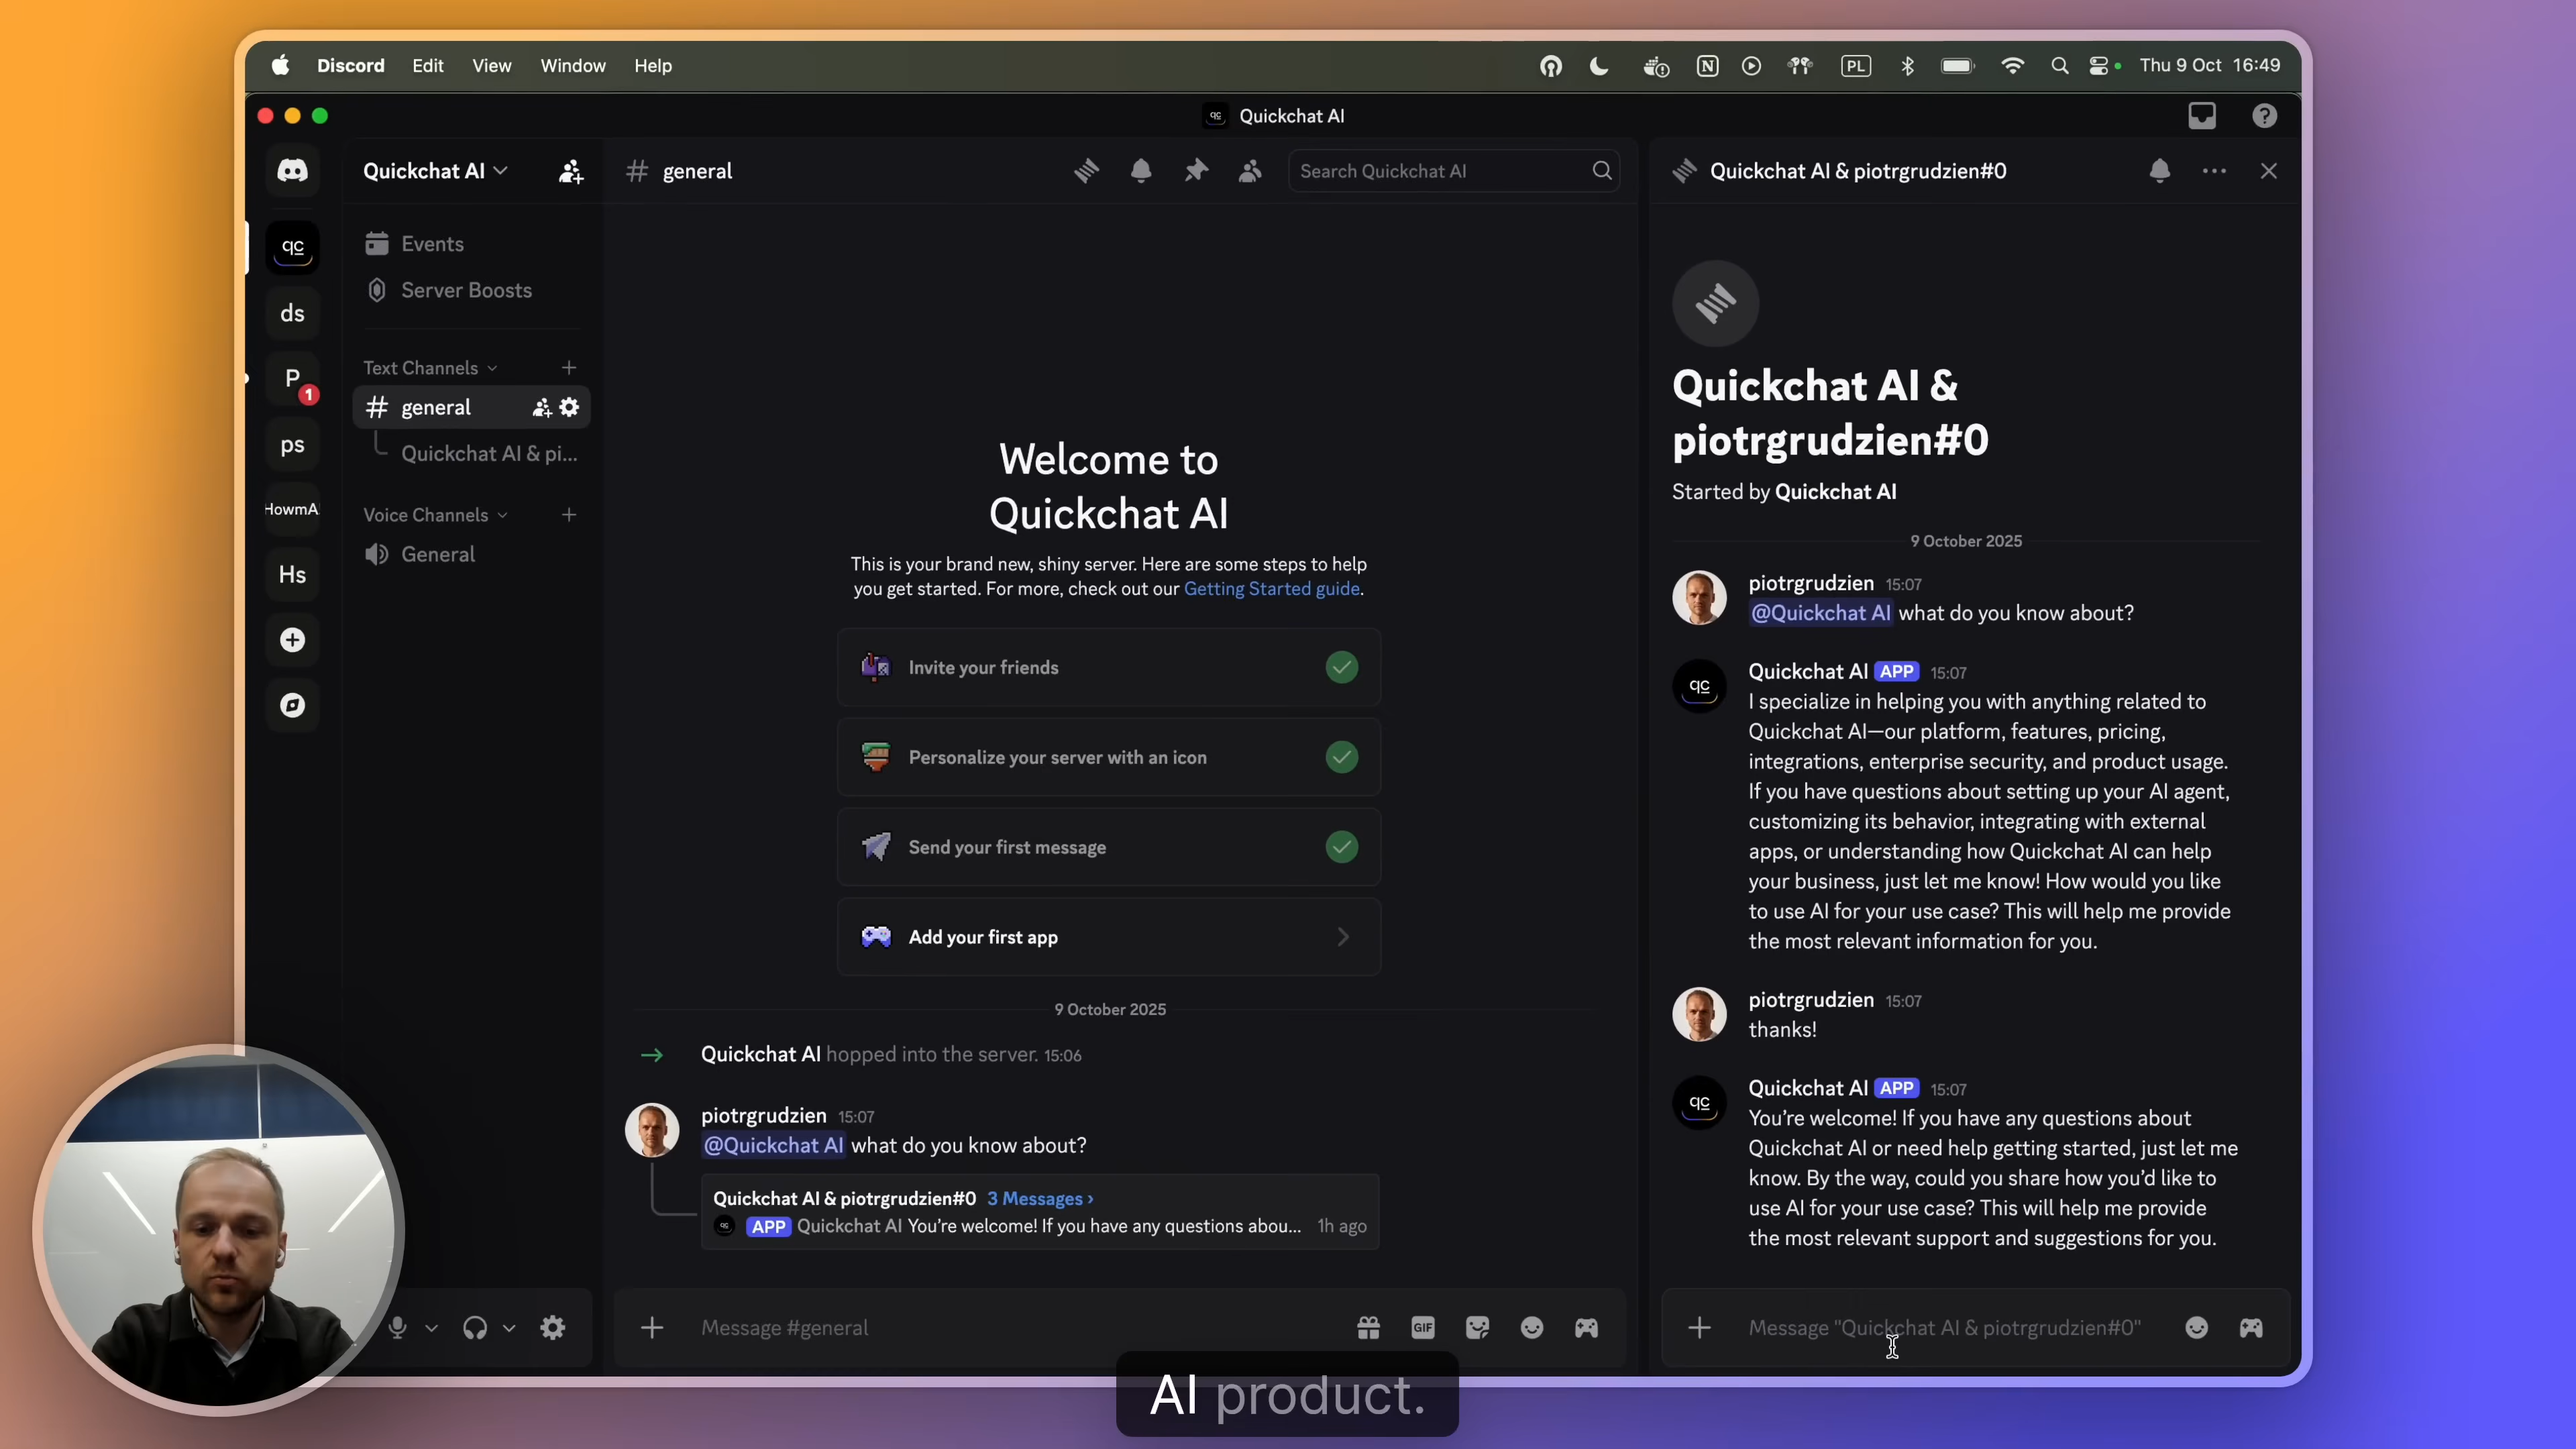 Discord Edit View Window Help
PL
Thu 9 Oct 16:49
qc Quickchat AI
Quickchat AI
# general
Search Quickchat AI
Quickchat AI & piotrgrudzien#0
qc
ds
P
1
ps
HowmA
Hs
Events
Server Boosts
Text Channels
# general
Quickchat AI & pi...
Voice Channels
General
Welcome to
Quickchat AI
This is your brand new, shiny server. Here are some steps to help
you get started. For more, check out our Getting Started guide.
Invite your friends
Personalize your server with an icon
Send your first message
Add your first app
9 October 2025
Quickchat AI hopped into the server. 15:06
piotrgrudzien 15:07
@Quickchat AI what do you know about?
Quickchat AI & piotrgrudzien#0 3 Messages ›
qc APP Quickchat AI You're welcome! If you have any questions abou... 1h ago
Message #general
GIF
Quickchat AI &
piotrgrudzien#0
Started by Quickchat AI
9 October 2025
piotrgrudzien 15:07
@Quickchat AI what do you know about?
qc
Quickchat AI APP 15:07
I specialize in helping you with anything related to
Quickchat AI—our platform, features, pricing,
integrations, enterprise security, and product usage.
If you have questions about setting up your AI agent,
customizing its behavior, integrating with external
apps, or understanding how Quickchat AI can help
your business, just let me know! How would you like
to use AI for your use case? This will help me provide
the most relevant information for you.
piotrgrudzien 15:07
thanks!
qc
Quickchat AI APP 15:07
You're welcome! If you have any questions about
Quickchat AI or need help getting started, just let me
know. By the way, could you share how you'd like to
use AI for your use case? This will help me provide
the most relevant support and suggestions for you.
Message "Quickchat AI & piotrgrudzien#0"
AI product.